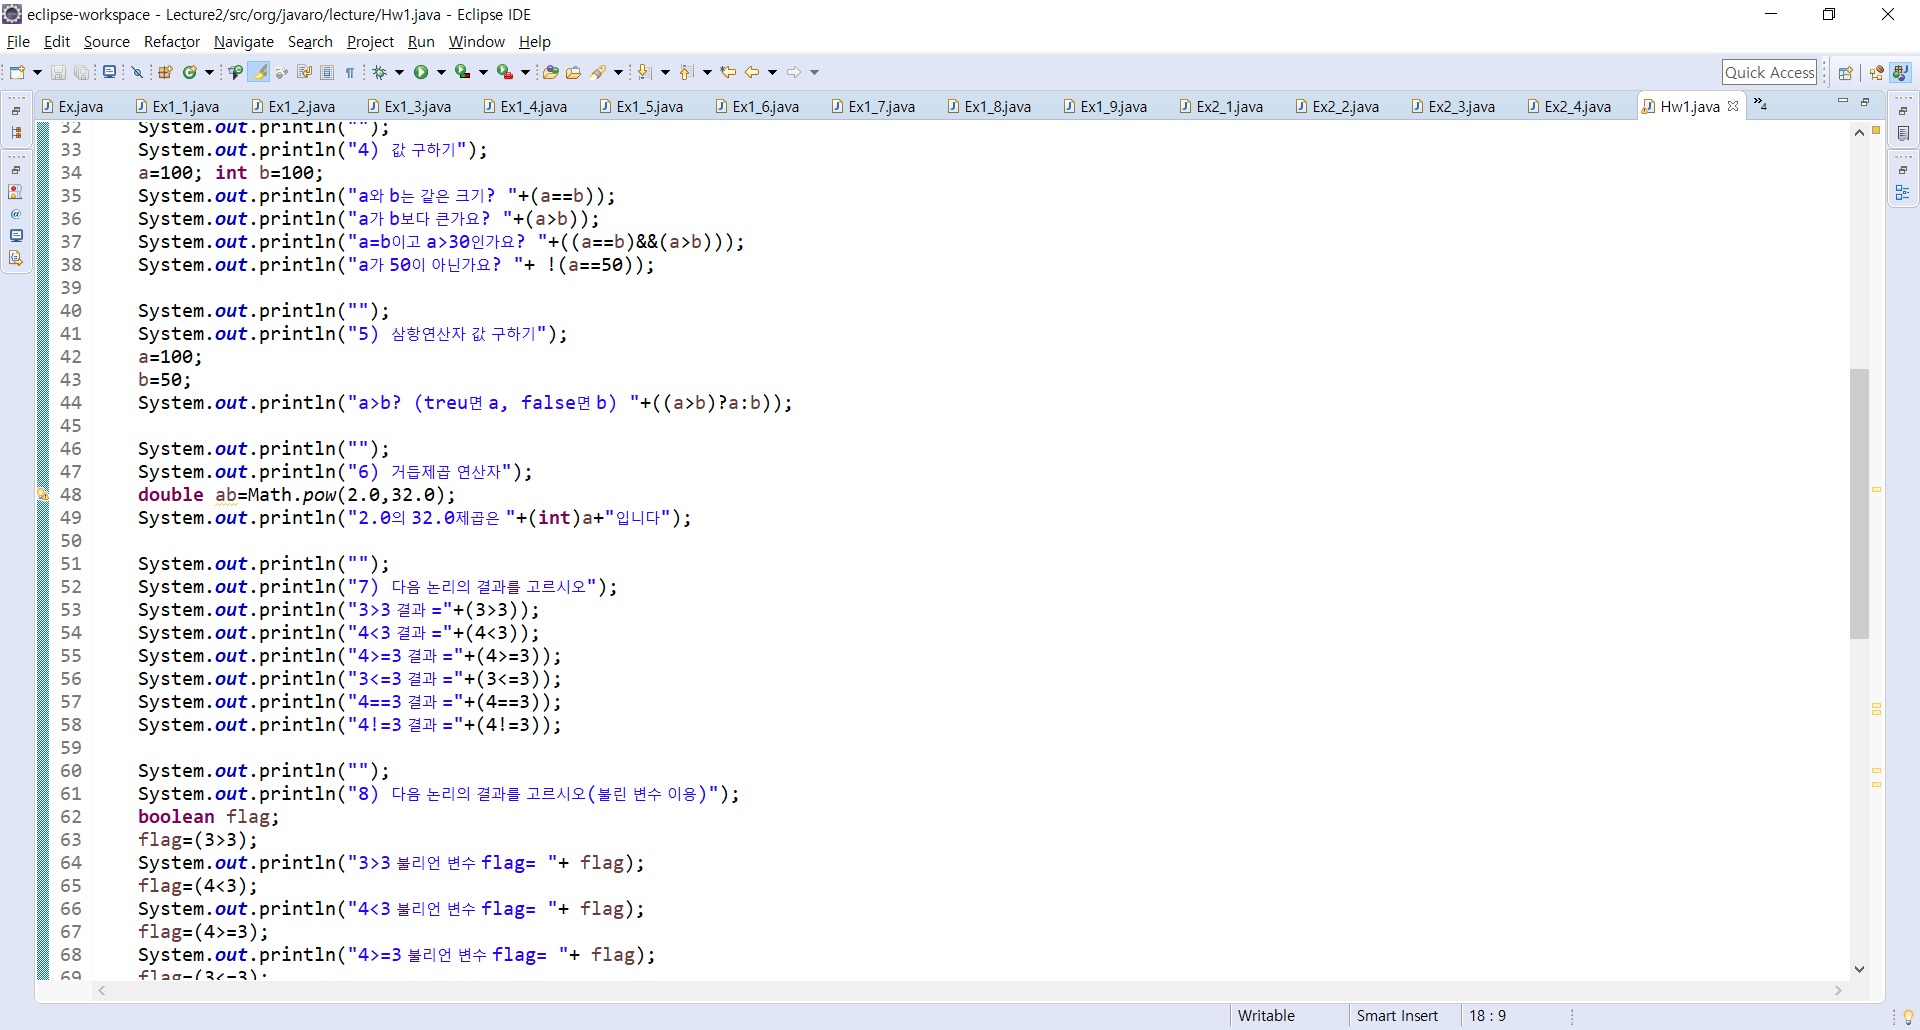 eclipse-workspace - Lecture2/src/org/javaro/lecture/Hw1.java - Eclipse IDE
File Edit Source Refactor Navigate Search Project Run Window Help
Quick Access
Ex.java Ex1_1.java Ex1_2.java Ex1_3.java Ex1_4.java Ex1_5.java Ex1_6.java Ex1_7.java Ex1_8.java Ex1_9.java Ex2_1.java Ex2_2.java Ex2_3.java Ex2_4.java Hw1.java »4
32 System.out.println("");
33 System.out.println("4) 값 구하기");
34 a=100; int b=100;
35 System.out.println("a와 b는 같은 크기? "+(a==b));
36 System.out.println("a가 b보다 큰가요? "+(a>b));
37 System.out.println("a=b이고 a>30인가요? "+((a==b)&&(a>b)));
38 System.out.println("a가 50이 아닌가요? "+ !(a==50));
39
40 System.out.println("");
41 System.out.println("5) 삼항연산자 값 구하기");
42 a=100;
43 b=50;
44 System.out.println("a>b? (treu면 a, false면 b) "+((a>b)?a:b));
45
46 System.out.println("");
47 System.out.println("6) 거듭제곱 연산자");
48 double ab=Math.pow(2.0,32.0);
49 System.out.println("2.0의 32.0제곱은 "+(int)a+"입니다");
50
51 System.out.println("");
52 System.out.println("7) 다음 논리의 결과를 고르시오");
53 System.out.println("3>3 결과 ="+(3>3));
54 System.out.println("4<3 결과 ="+(4<3));
55 System.out.println("4>=3 결과 ="+(4>=3));
56 System.out.println("3<=3 결과 ="+(3<=3));
57 System.out.println("4==3 결과 ="+(4==3));
58 System.out.println("4!=3 결과 ="+(4!=3));
59
60 System.out.println("");
61 System.out.println("8) 다음 논리의 결과를 고르시오(불린 변수 이용)");
62 boolean flag;
63 flag=(3>3);
64 System.out.println("3>3 불리언 변수 flag= "+ flag);
65 flag=(4<3);
66 System.out.println("4<3 불리언 변수 flag= "+ flag);
67 flag=(4>=3);
68 System.out.println("4>=3 불리언 변수 flag= "+ flag);
69 flag=(3<=3);
Writable Smart Insert 18 : 9